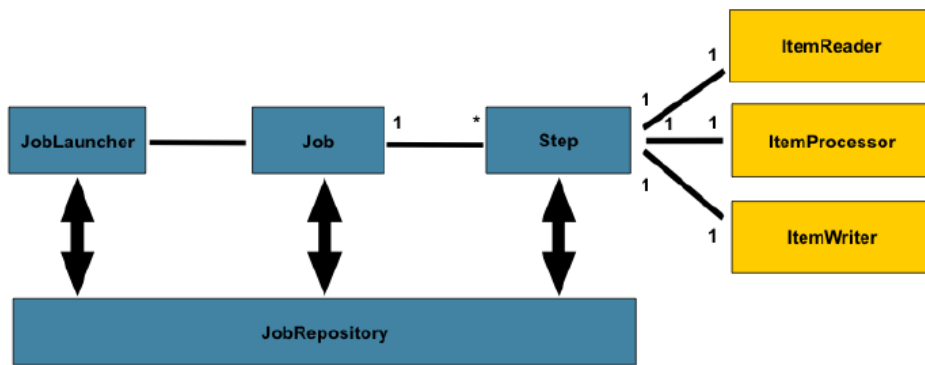 ItemReader
1
1
JobLauncher
Job
1
*
Step
1
1
ItemProcessor
1
1
ItemWriter
JobRepository